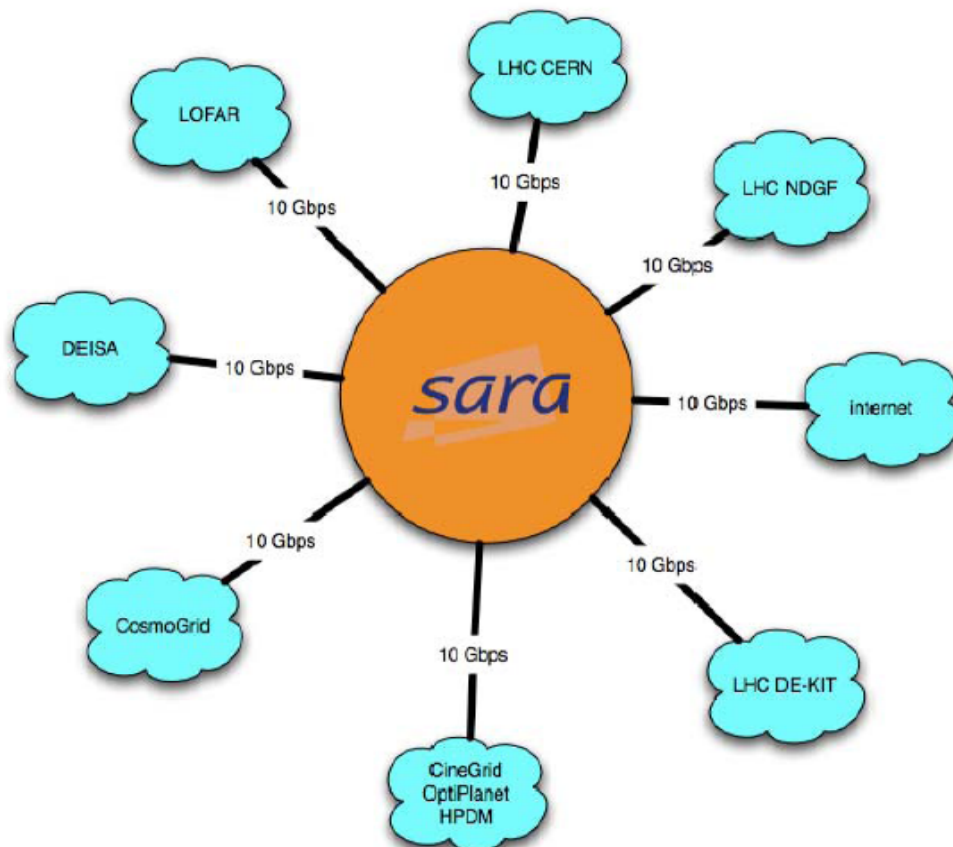 LHC CERN
LOFAR
10 Gbps
LHC NDGF
10 Gbps
10 Gbps
DEISA
10 Gbps
sara
10 Gbps
internet
10 Gbps
CosmoGrid
10 Gbps
10 Gbps
LHC DE-KIT
CineGrid
OptiPlanet
HPDM